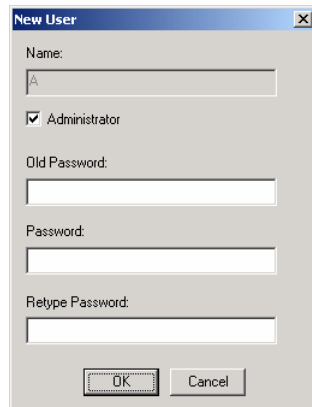 New User
Name:
A
Administrator
Old Password:
Password:
Retype Password:
OK
Cancel